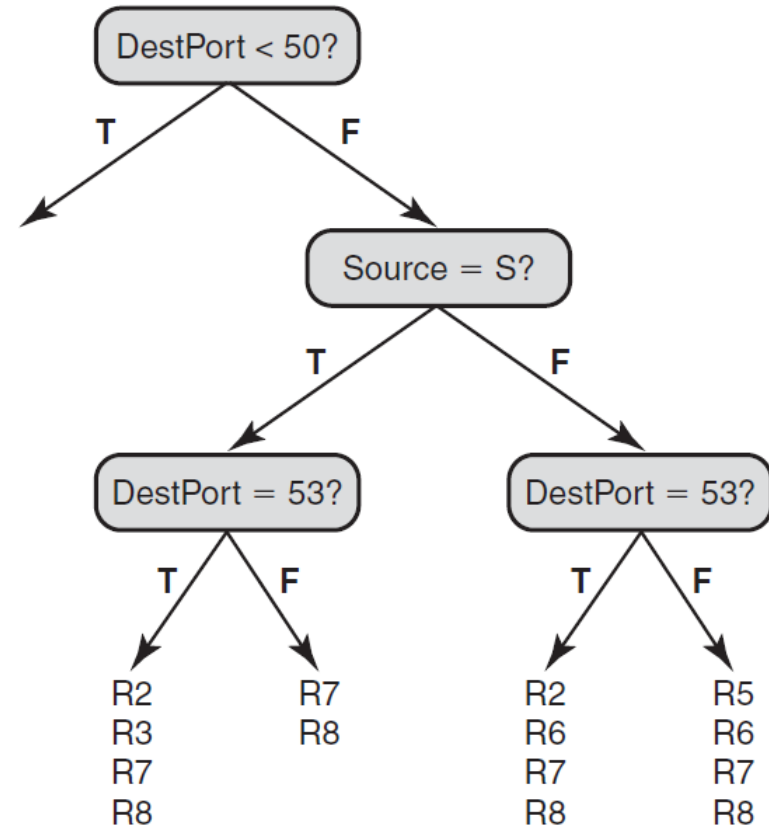 DestPort < 50?
T F
Source = S?
T F
DestPort = 53? DestPort = 53?
T F T F
R2 R7 R2 R5
R3 R8 R6 R6
R7 R7 R7
R8 R8 R8